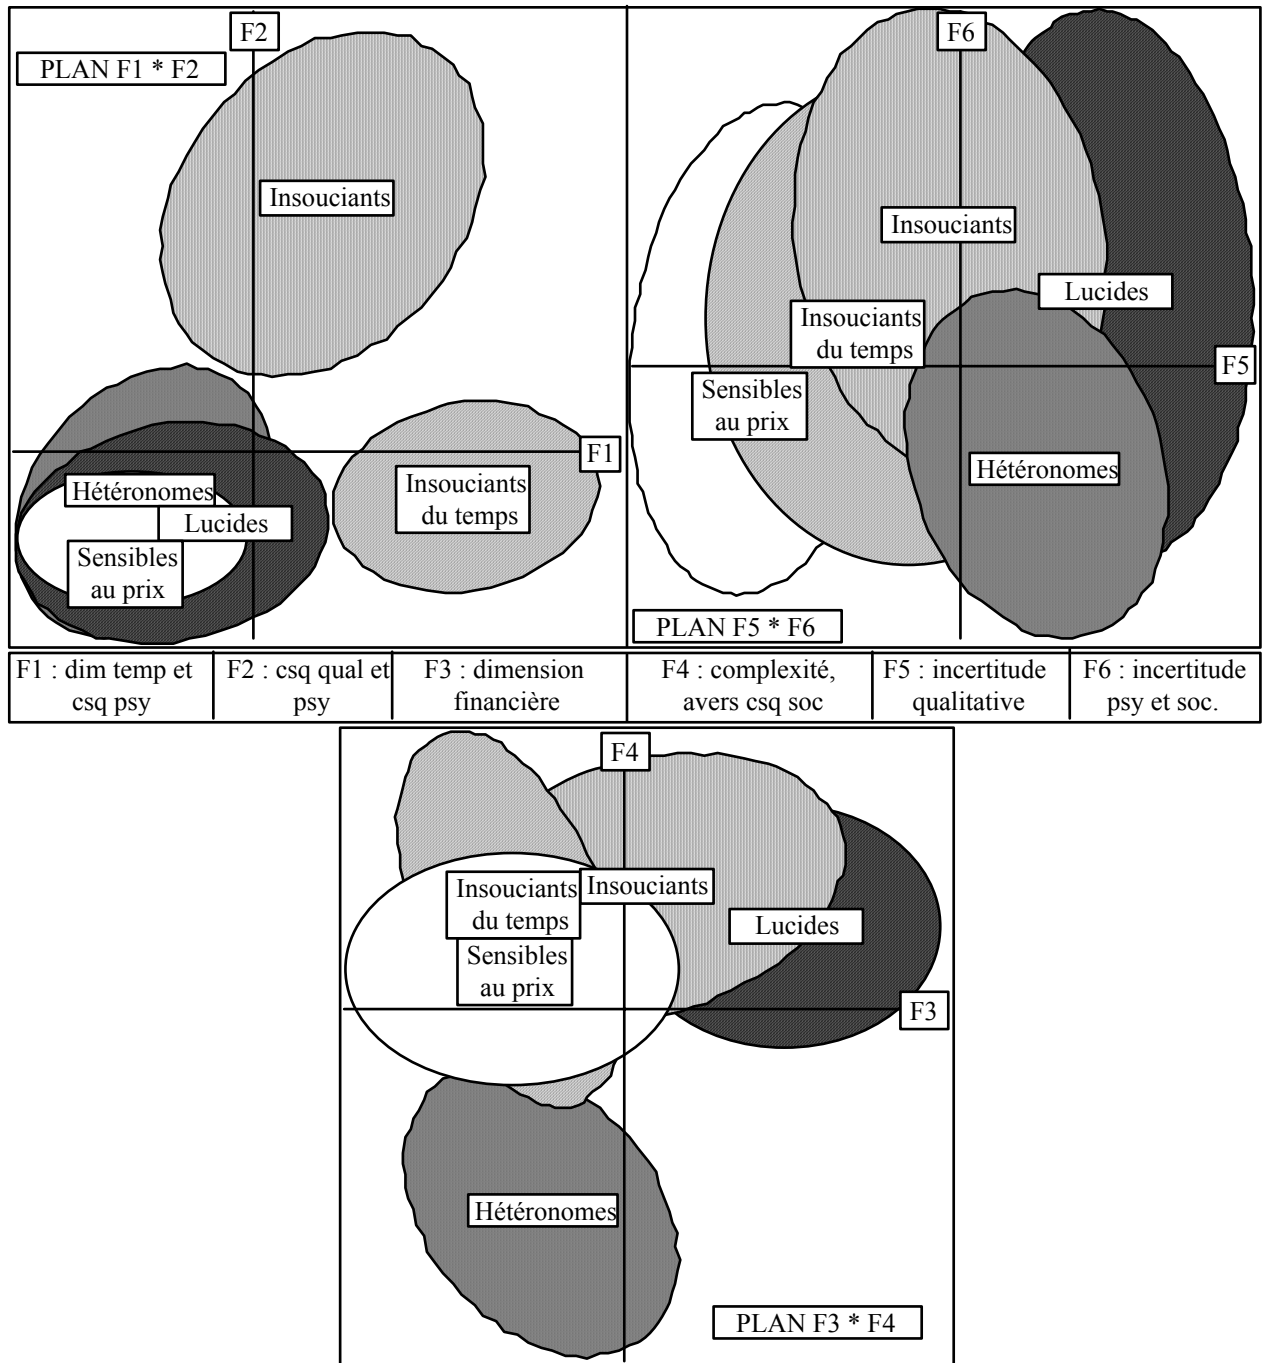 F2
PLAN F1 * F2
Insouciants
F1
Hétéronomes
Insouciants
du temps
Lucides
Sensibles
au prix
F6
Insouciants
Lucides
Insouciants
du temps
F5
Sensibles
au prix
Hétéronomes
PLAN F5 * F6
F1 : dim temp et
csq psy
F2 : csq qual et
psy
F3 : dimension
financière
F4 : complexité,
avers csq soc
F5 : incertitude
qualitative
F6 : incertitude
psy et soc.
F4
Insouciants
du temps
Insouciants
Lucides
Sensibles
au prix
F3
Hétéronomes
PLAN F3 * F4